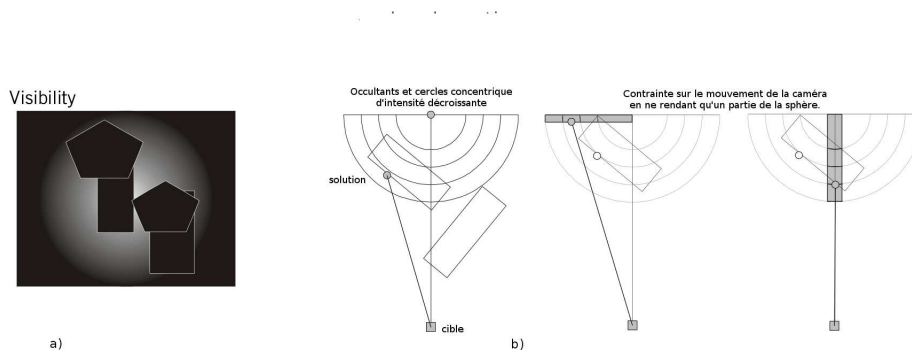 Visibility
Occultants et cercles concentrique
d'intensité décroissante
Contrainte sur le mouvement de la caméra
en ne rendant qu'un partie de la sphère.
solution
cible
a)
b)